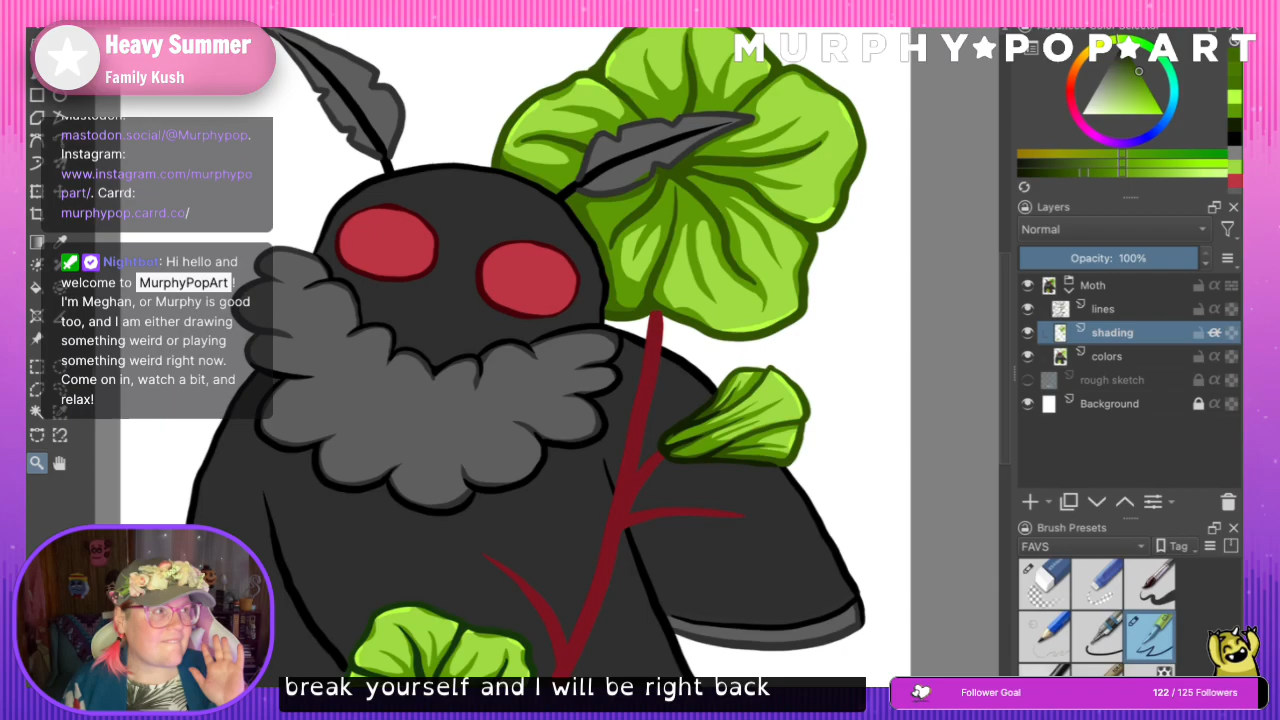 Heavy Summer
Family Kush
MURPHY★POP★ART
mastodon.social/@Murphypop.
Instagram:
www.instagram.com/murphypo
part/. Carrd:
murphypop.carrd.co/
Nightbot: Hi hello and
welcome to MurphyPopArt !
I'm Meghan, or Murphy is good
too, and I am either drawing
something weird or playing
something weird right now.
Come on in, watch a bit, and
relax!
Advanced Color Selector
Layers
Normal
Opacity: 100%
Moth
lines
shading
colors
rough sketch
Background
Brush Presets
FAVS
Tag
break yourself and I will be right back
Follower Goal
122 / 125 Followers